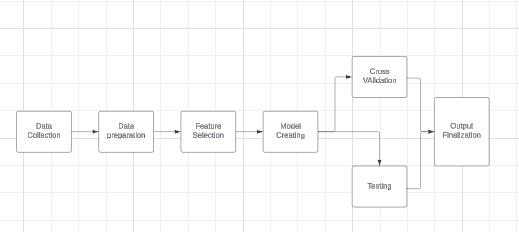 Cross
VAlidation
Data
Collection
Data
preparation
Feature
Selection
Model
Creating
Output
Finalization
Testing